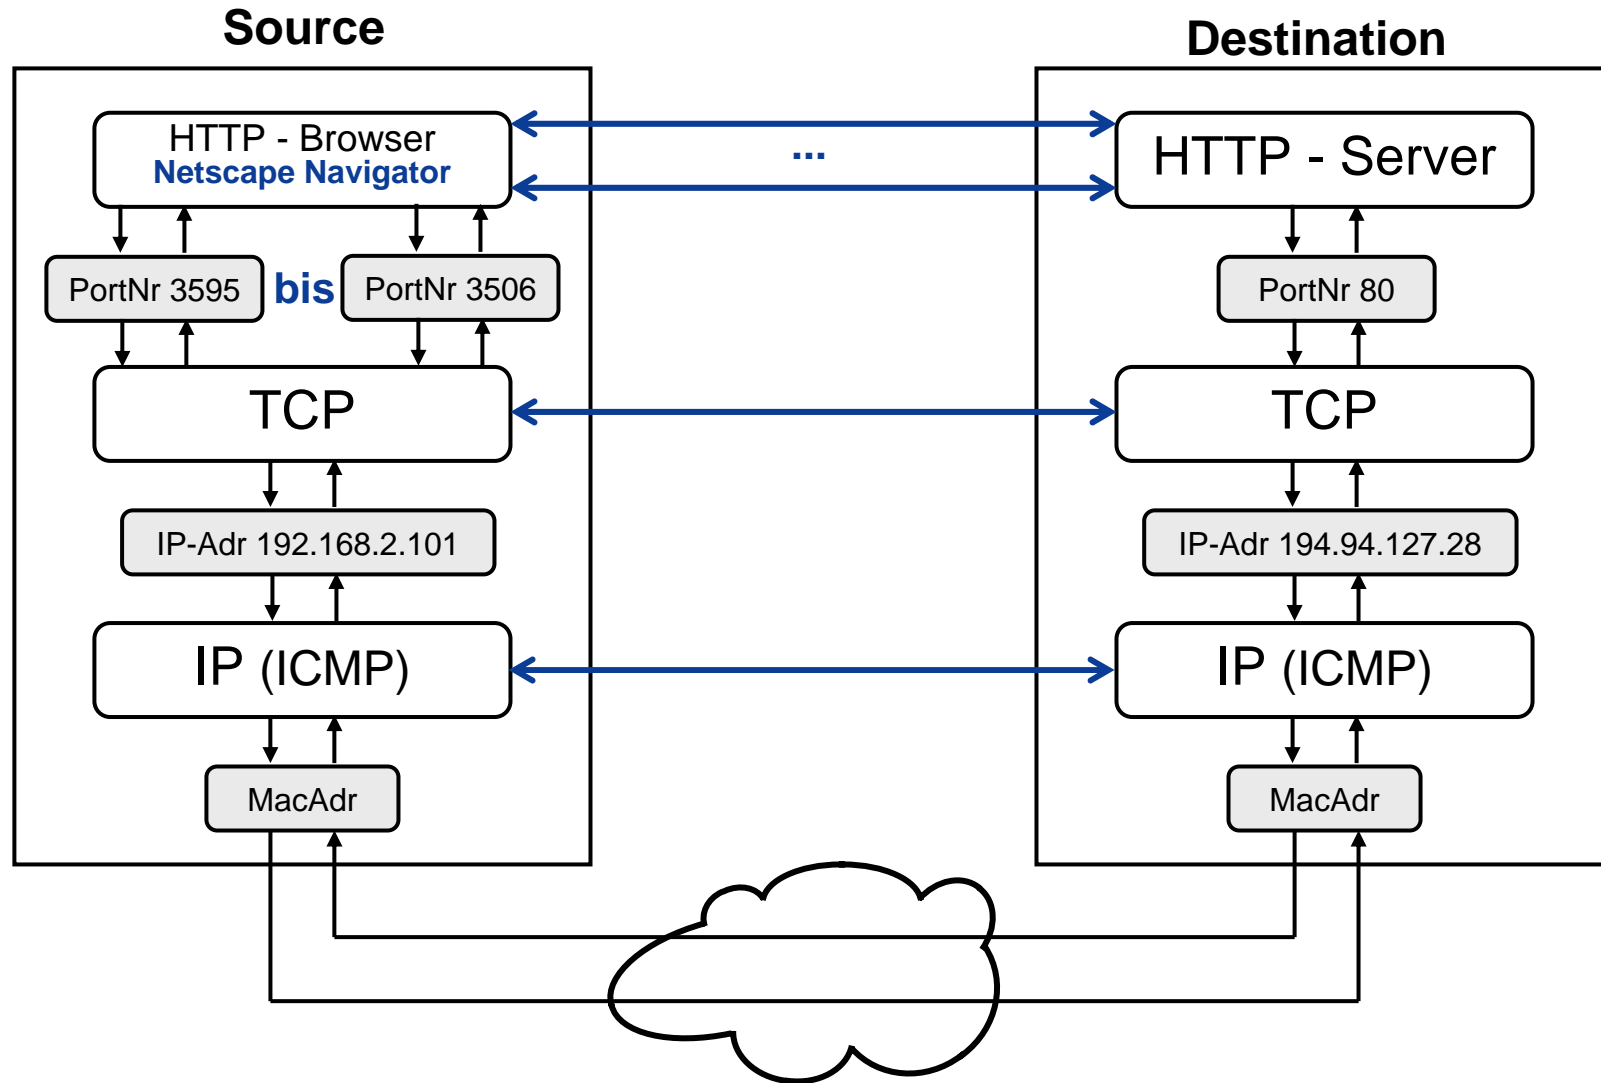 Source
Destination
HTTP - Browser
Netscape Navigator
...
HTTP - Server
PortNr 3595
bis
PortNr 3506
PortNr 80
TCP
TCP
IP-Adr 192.168.2.101
IP-Adr 194.94.127.28
IP (ICMP)
IP (ICMP)
MacAdr
MacAdr